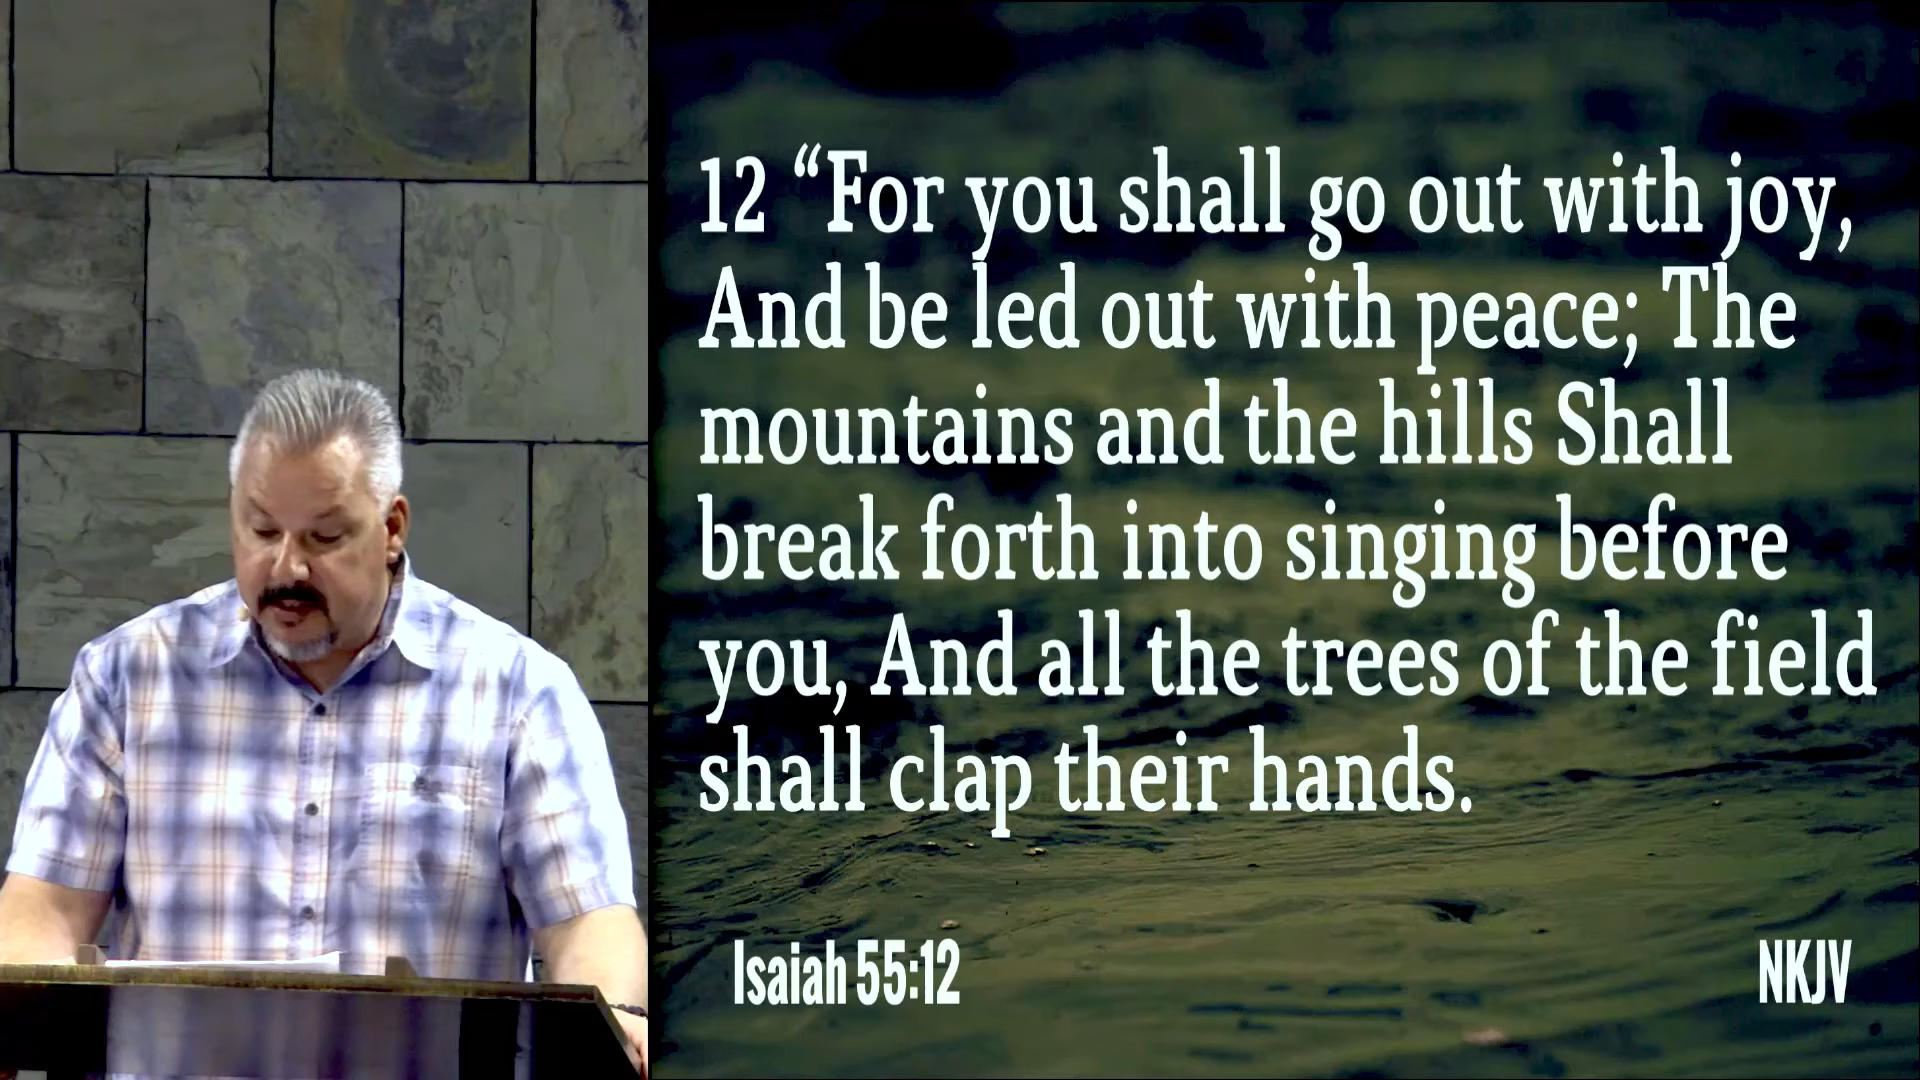 12 “For you shall go out with joy,
And be led out with peace; The
mountains and the hills Shall
break forth into singing before
you, And all the trees of the field
shall clap their hands.
Isaiah 55:12
NKJV